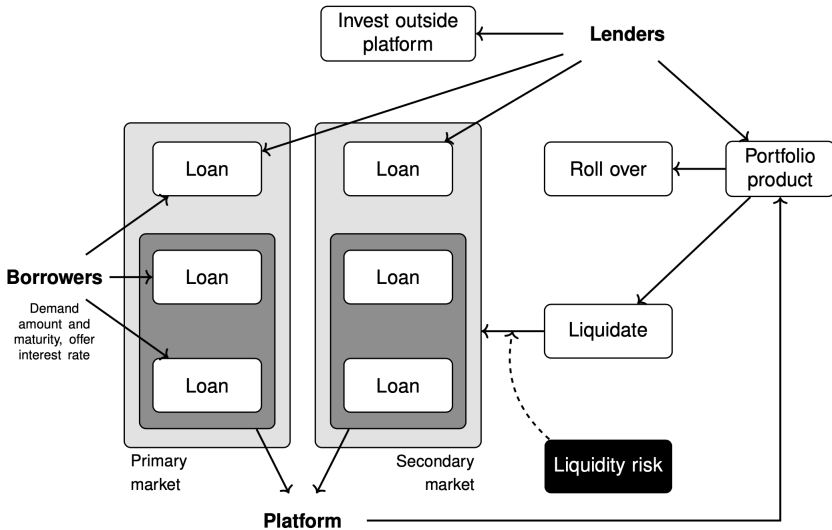 Invest outside
platform
Lenders
Loan
Loan
Roll over
Portfolio
product
Borrowers
Demand
amount and
maturity, offer
interest rate
Loan
Loan
Liquidate
Loan
Loan
Primary
market
Secondary
market
Liquidity risk
Platform